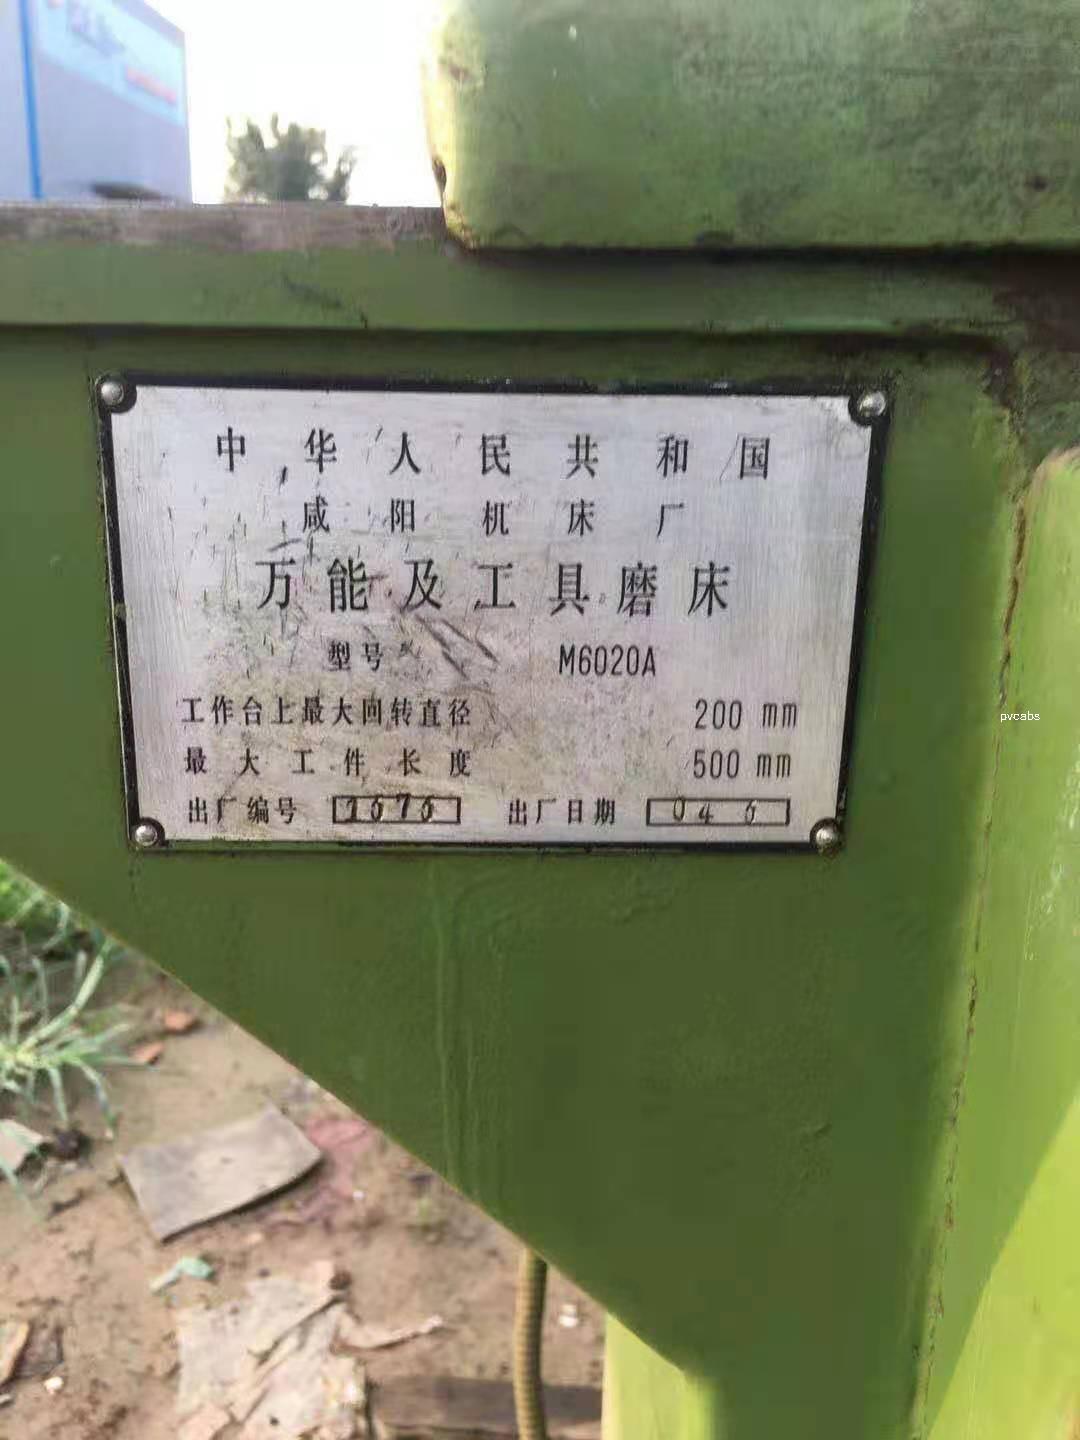 中华人民共和国
咸阳机床厂
万能及工具磨床
型号 M6020A
工作台上最大回转直径 200 mm
最大工件长度 500 mm
出厂编号 出厂日期 04 6
pvcabs